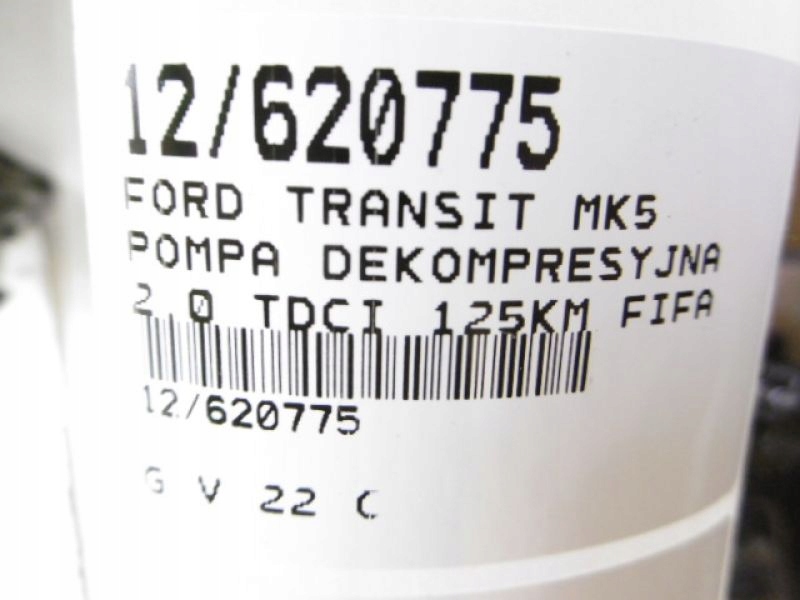 12/620775
FORD TRANSIT MK5
POMPA DEKOMPRESYJNA
2.0 TDCI 125KM FIFA
12/620775
G V 22 C